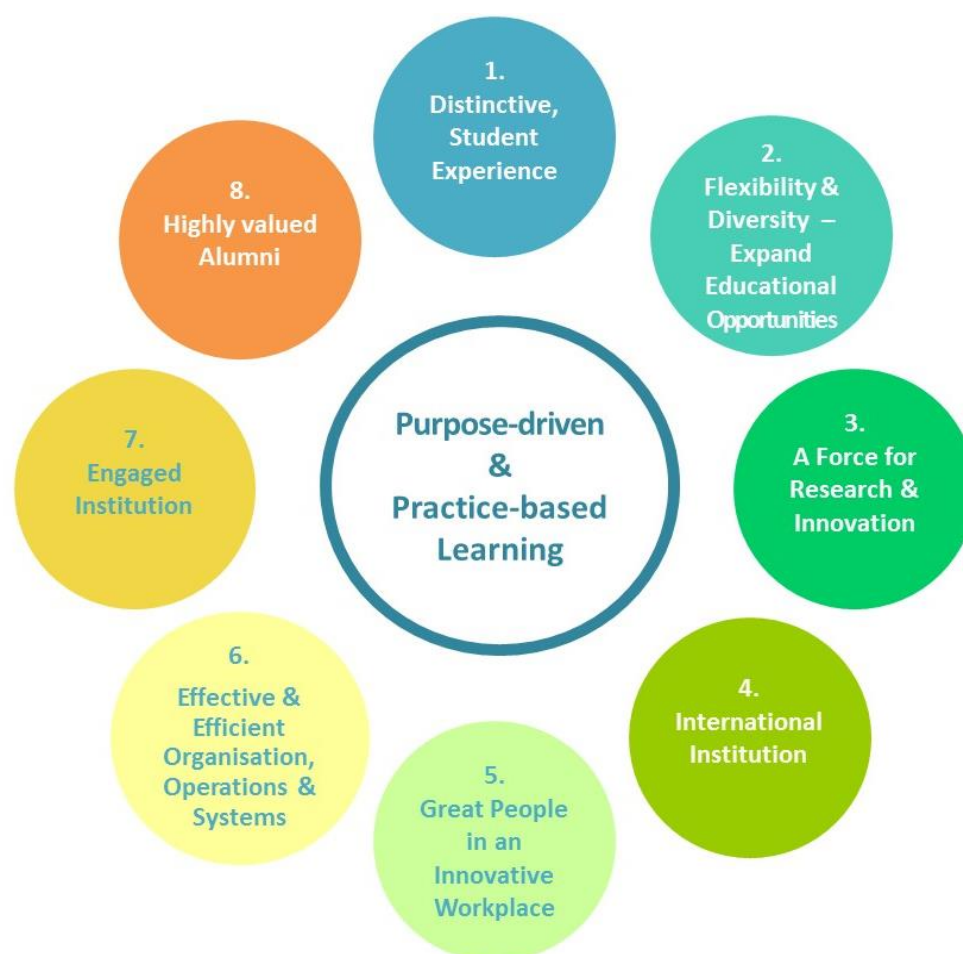 1.
Distinctive,
Student
Experience
2.
Flexibility &
Diversity –
Expand
Educational
Opportunities
3.
A Force for
Research &
Innovation
4.
International
Institution
5.
Great People
in an
Innovative
Workplace
6.
Effective &
Efficient
Organisation,
Operations &
Systems
7.
Engaged
Institution
8.
Highly valued
Alumni
Purpose-driven
&
Practice-based
Learning